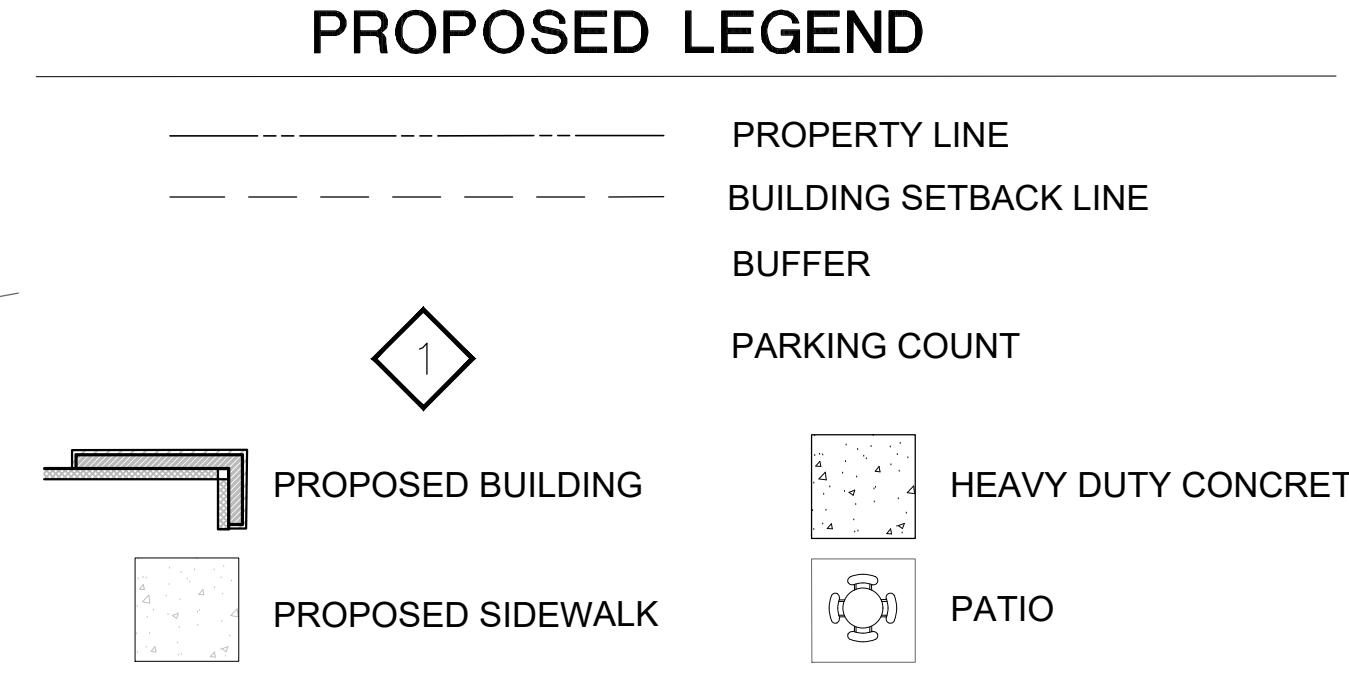 PROPOSED LEGEND
PROPERTY LINE
BUILDING SETBACK LINE
BUFFER
1
PARKING COUNT
PROPOSED BUILDING
HEAVY DUTY CONCRET
PROPOSED SIDEWALK
PATIO